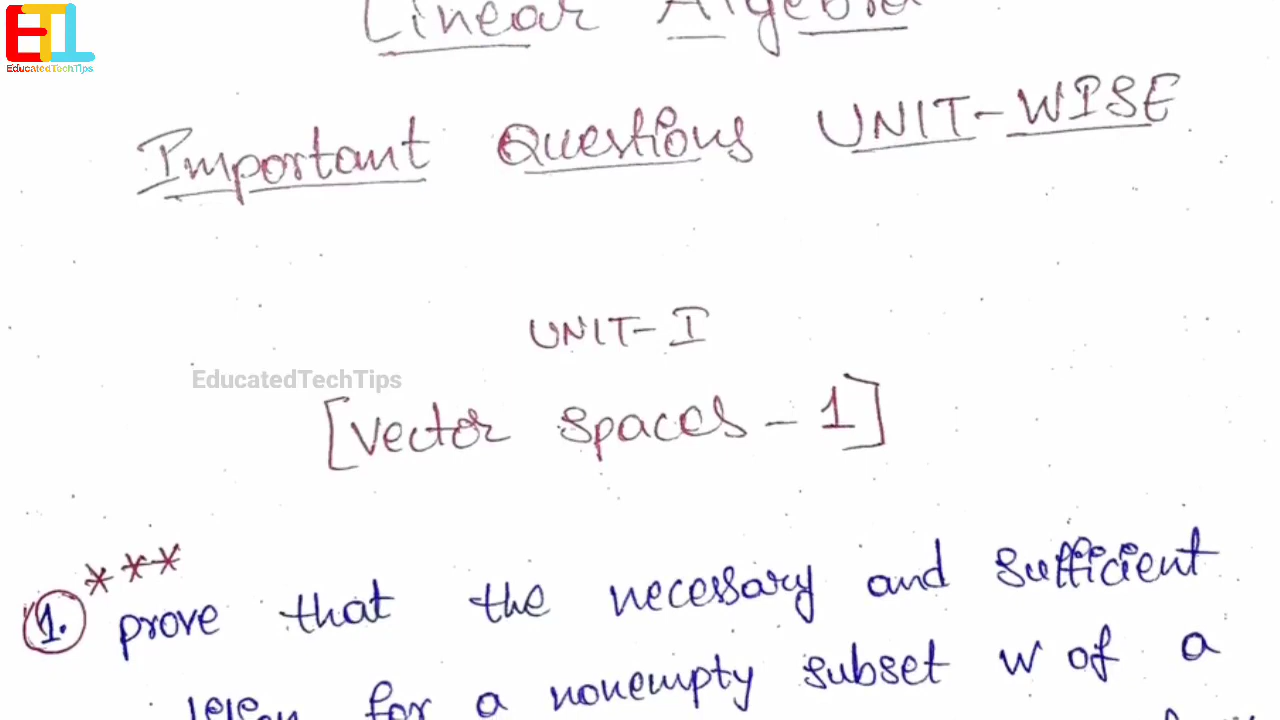 Linear Algebra
ETL
EducatedTechTips
Important Questions UNIT-WISE
UNIT-I
EducatedTechTips
[Vector Spaces - 1]
***
1. prove that the necessary and sufficient
for a nonempty subset W of a